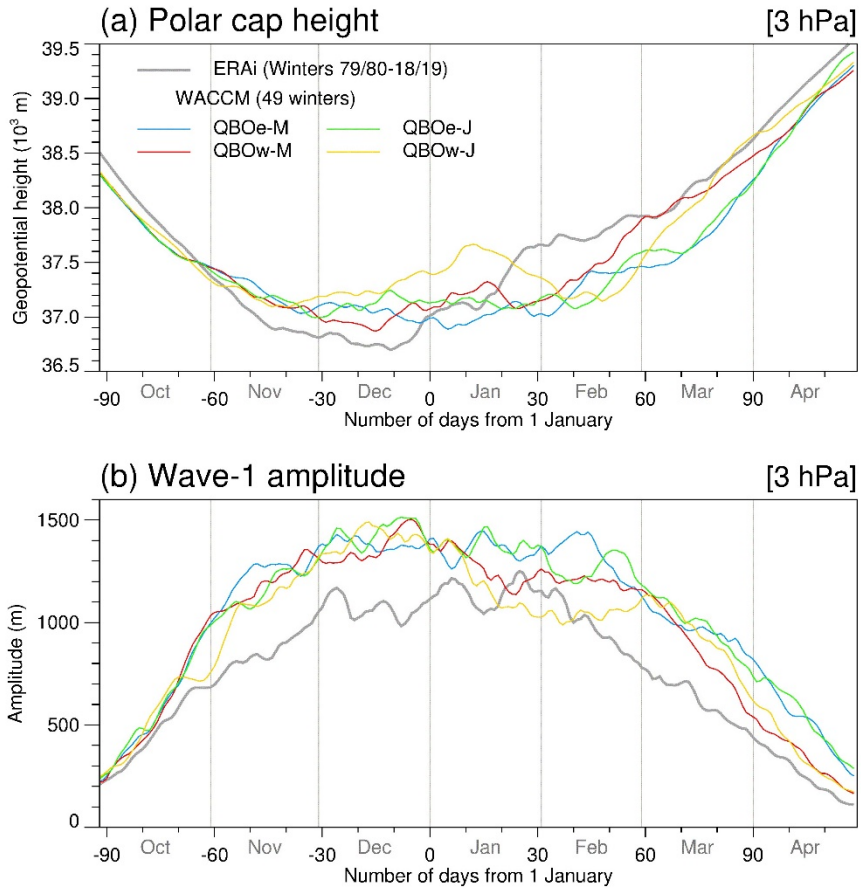 (a) Polar cap height [3 hPa]
39.5
39.0
38.5
38.0
37.5
37.0
36.5
Geopotential height (10³ m)
ERAi (Winters 79/80-18/19)
WACCM (49 winters)
QBOe-M QBOe-J
QBOw-M QBOw-J
-90 Oct -60 Nov -30 Dec 0 Jan 30 Feb 60 Mar 90 Apr
Number of days from 1 January
(b) Wave-1 amplitude [3 hPa]
1500
1000
500
0
Amplitude (m)
-90 Oct -60 Nov -30 Dec 0 Jan 30 Feb 60 Mar 90 Apr
Number of days from 1 January